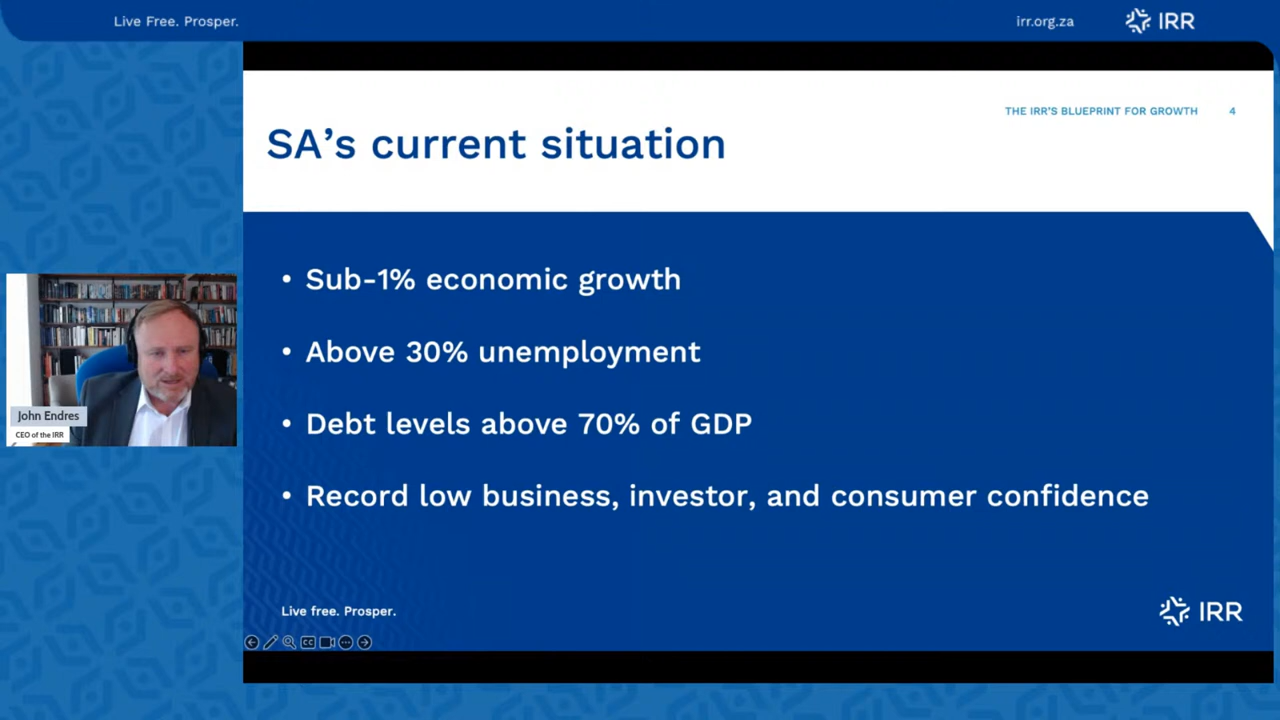 Live Free. Prosper.
irr.org.za
IRR
THE IRR'S BLUEPRINT FOR GROWTH 4
SA's current situation
• Sub-1% economic growth
• Above 30% unemployment
• Debt levels above 70% of GDP
• Record low business, investor, and consumer confidence
John Endres
CEO of the IRR
Live free. Prosper.
IRR
CC